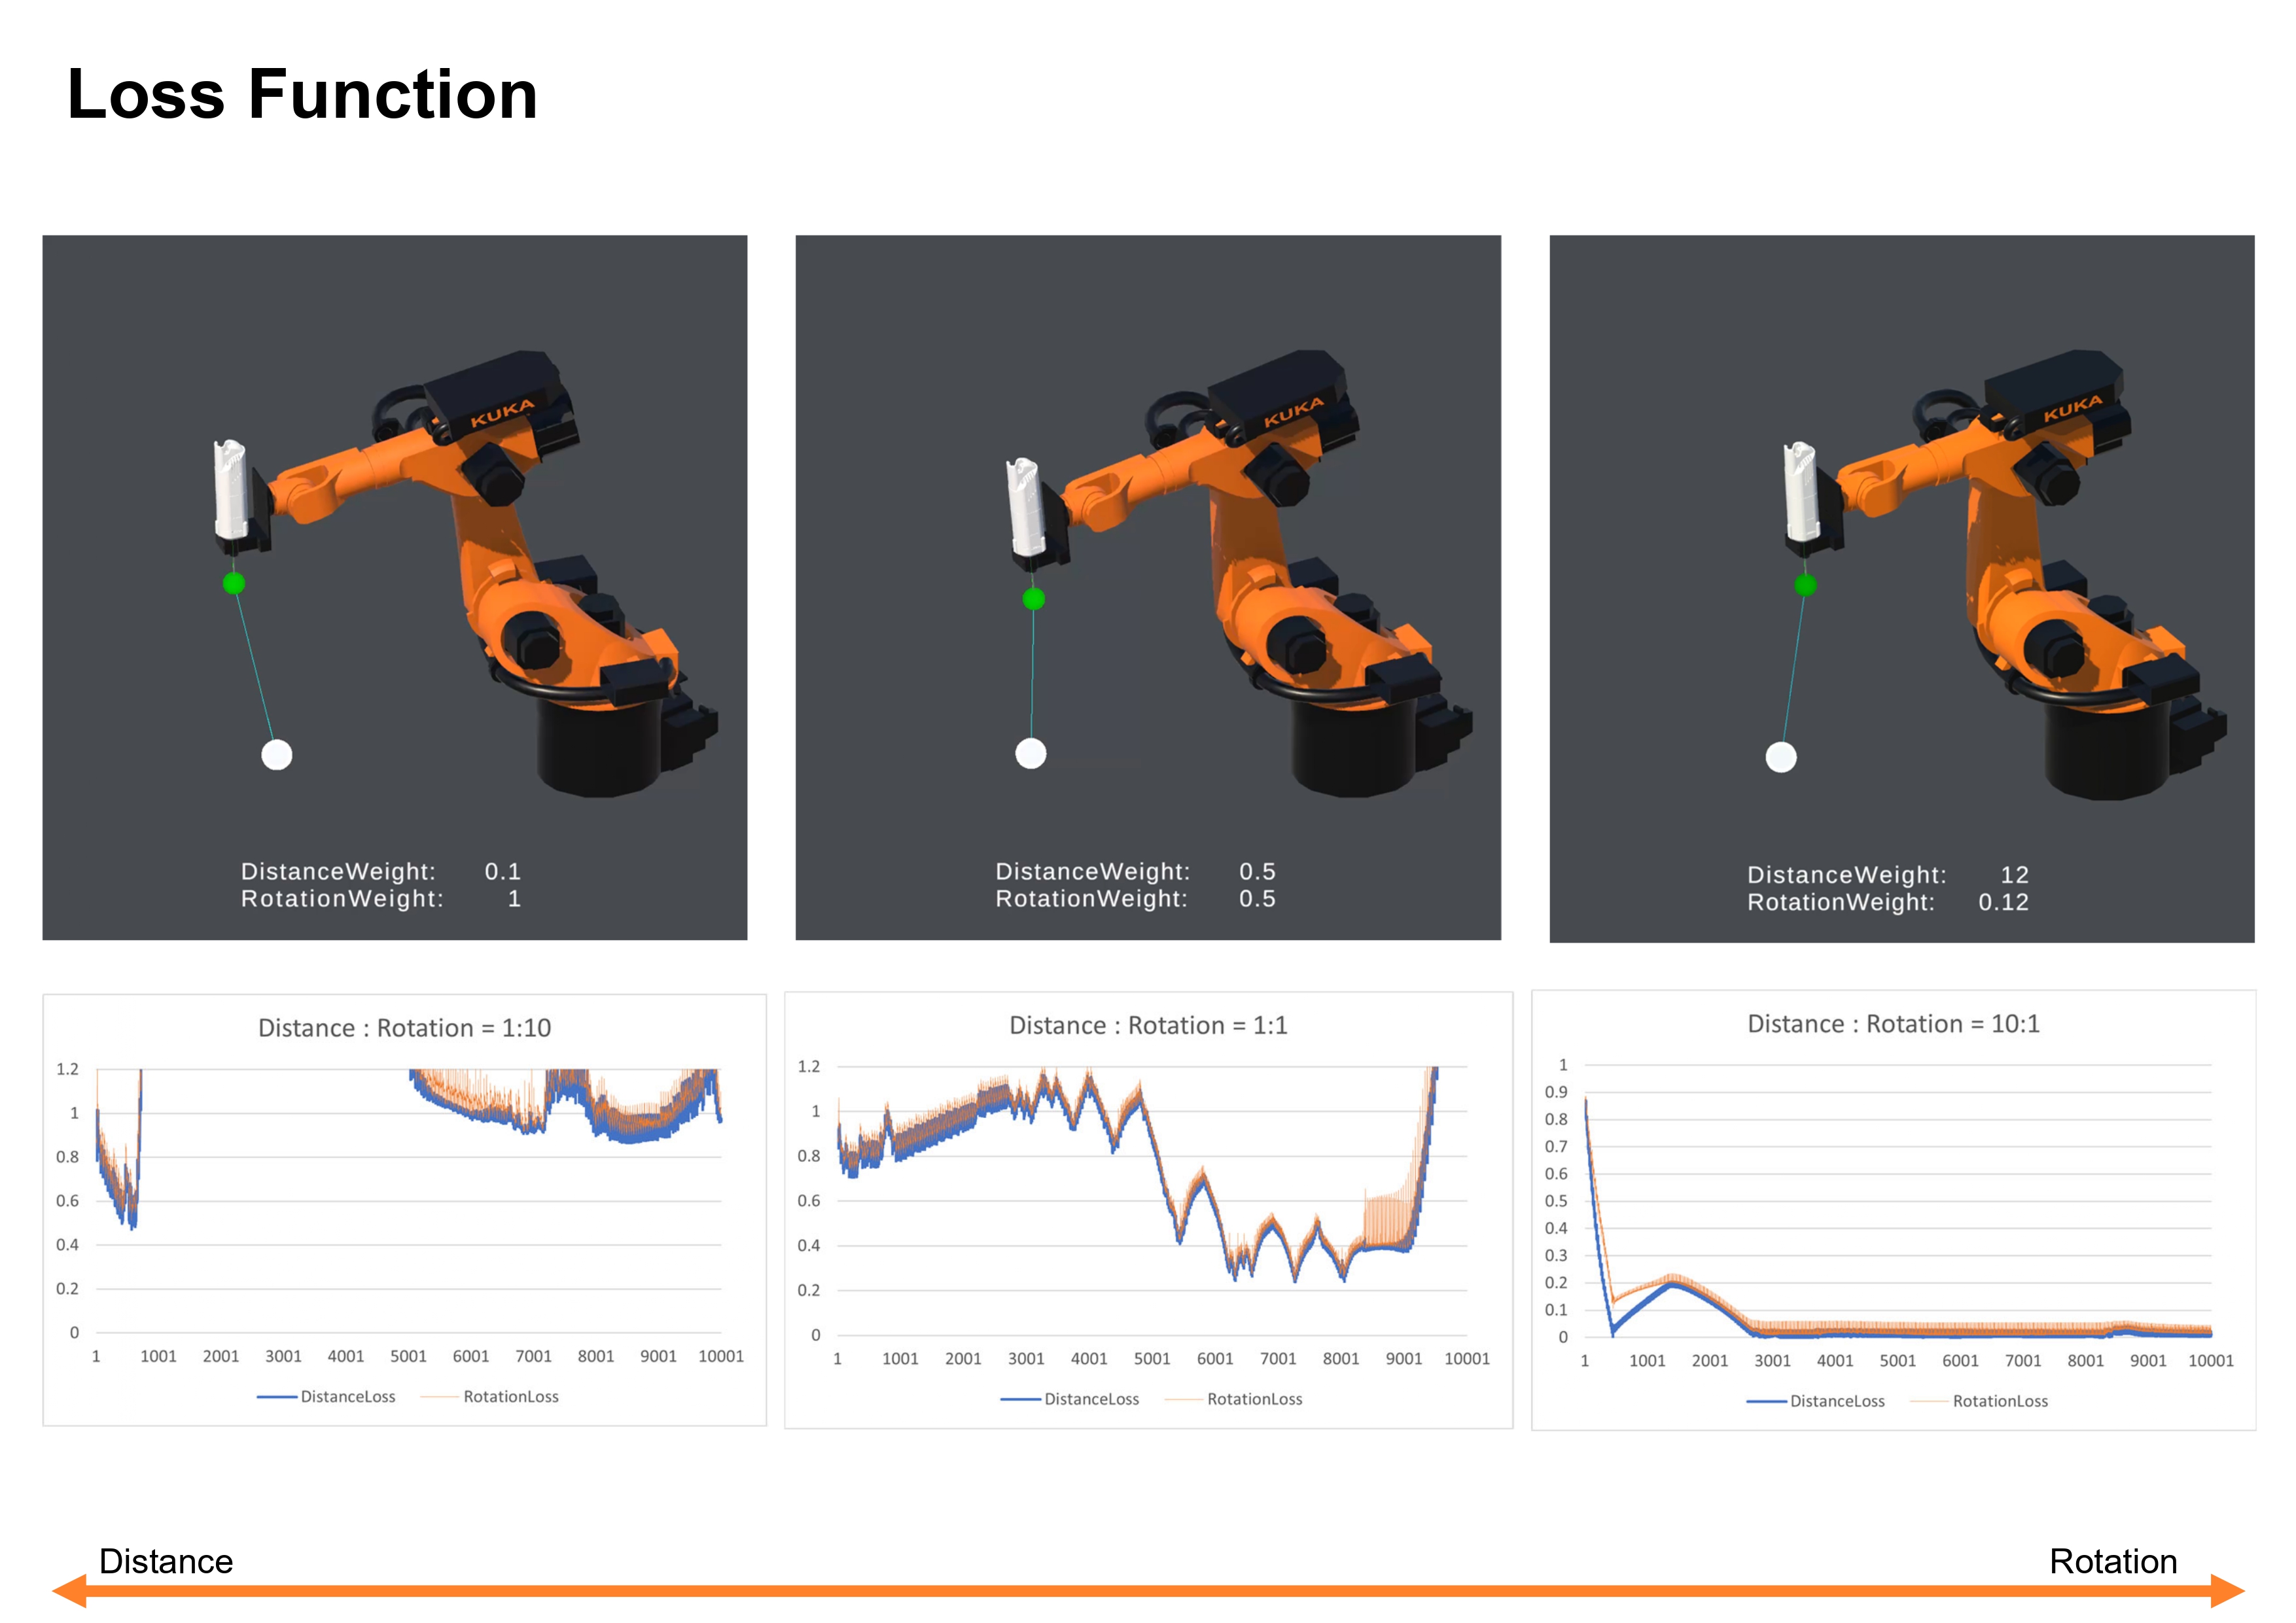 Loss Function
KUKA
KUKA
KUKA
DistanceWeight: 0.1
RotationWeight: 1
DistanceWeight: 0.5
RotationWeight: 0.5
DistanceWeight: 12
RotationWeight: 0.12
Distance : Rotation = 1:10
1.2
1
0.8
0.6
0.4
0.2
0
1 1001 2001 3001 4001 5001 6001 7001 8001 9001 10001
DistanceLoss RotationLoss
Distance : Rotation = 1:1
1.2
1
0.8
0.6
0.4
0.2
0
1 1001 2001 3001 4001 5001 6001 7001 8001 9001 10001
DistanceLoss RotationLoss
Distance : Rotation = 10:1
1
0.9
0.8
0.7
0.6
0.5
0.4
0.3
0.2
0.1
0
1 1001 2001 3001 4001 5001 6001 7001 8001 9001 10001
DistanceLoss RotationLoss
Distance Rotation